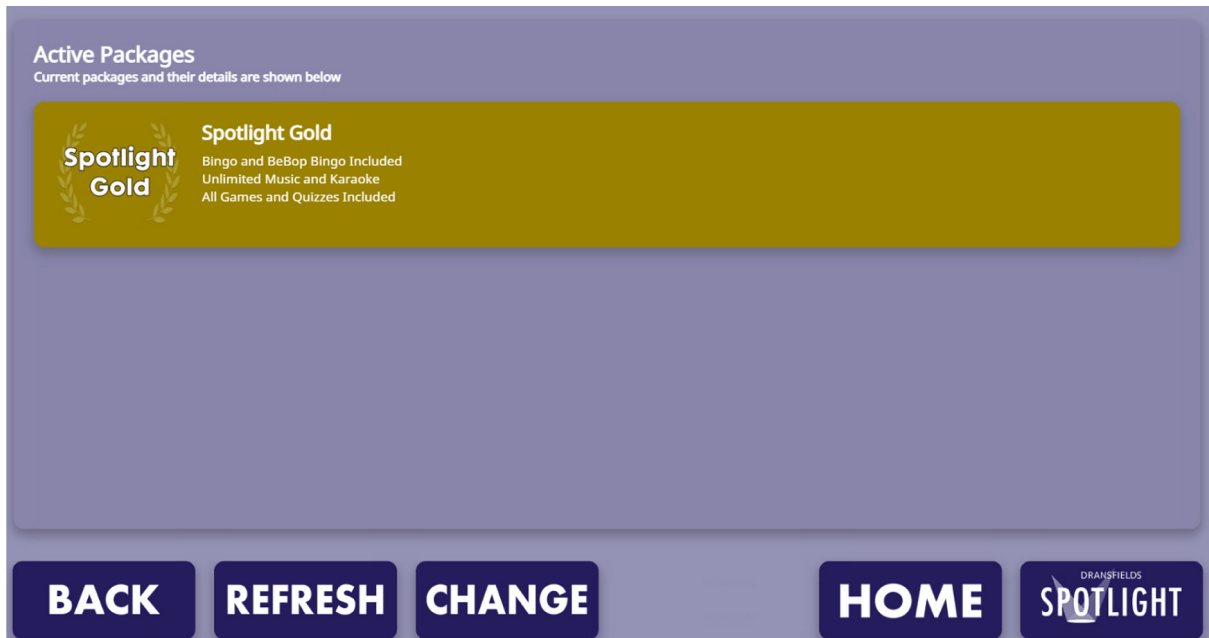 Active Packages
Current packages and their details are shown below
Spotlight
Gold
Spotlight Gold
Bingo and BeBop Bingo Included
Unlimited Music and Karaoke
All Games and Quizzes Included
BACK
REFRESH
CHANGE
HOME
DRANSFIELDS
SPOTLIGHT